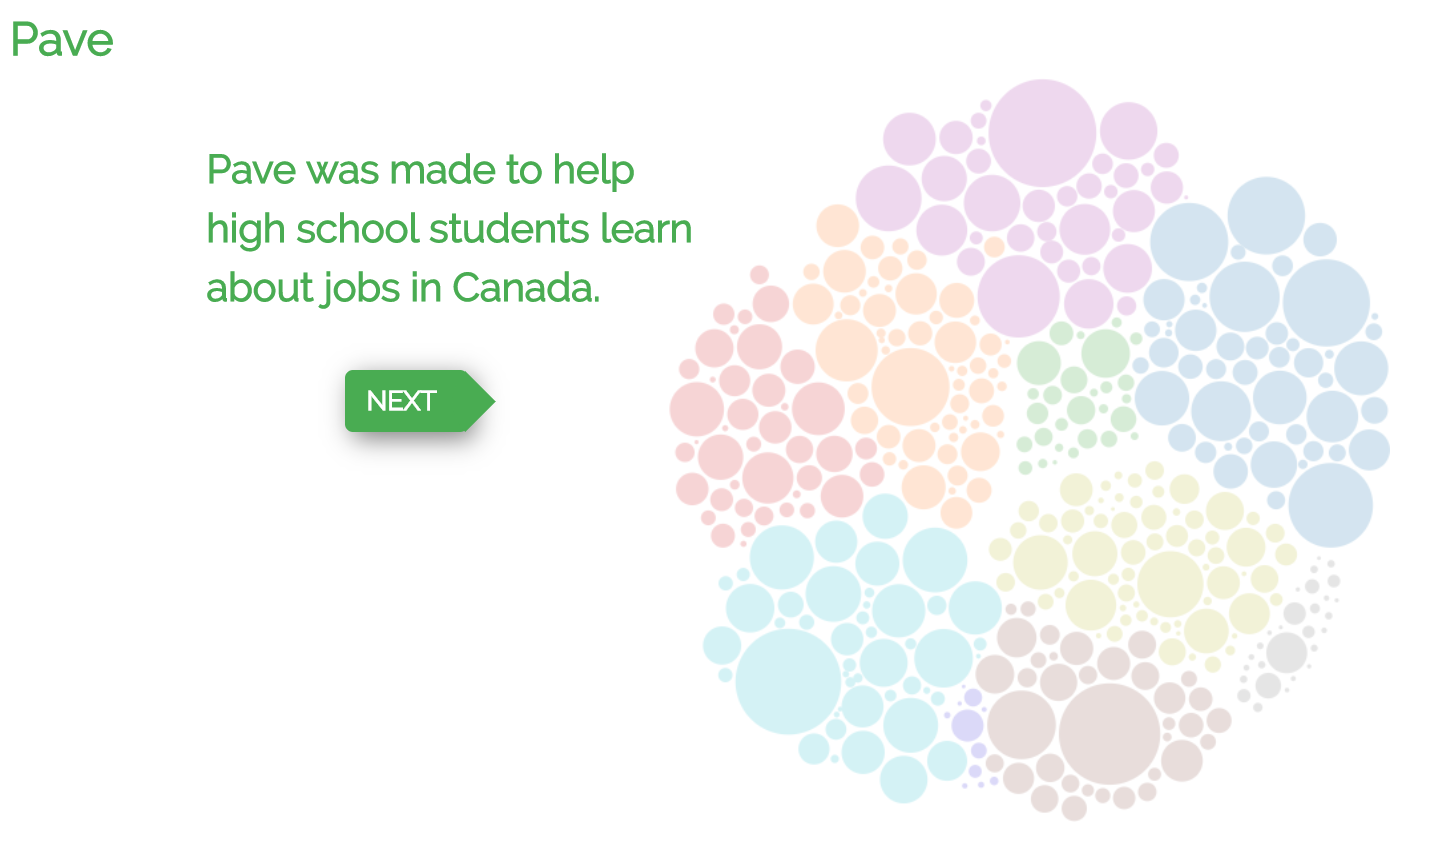 Pave
Pave was made to help
high school students learn
about jobs in Canada.
NEXT